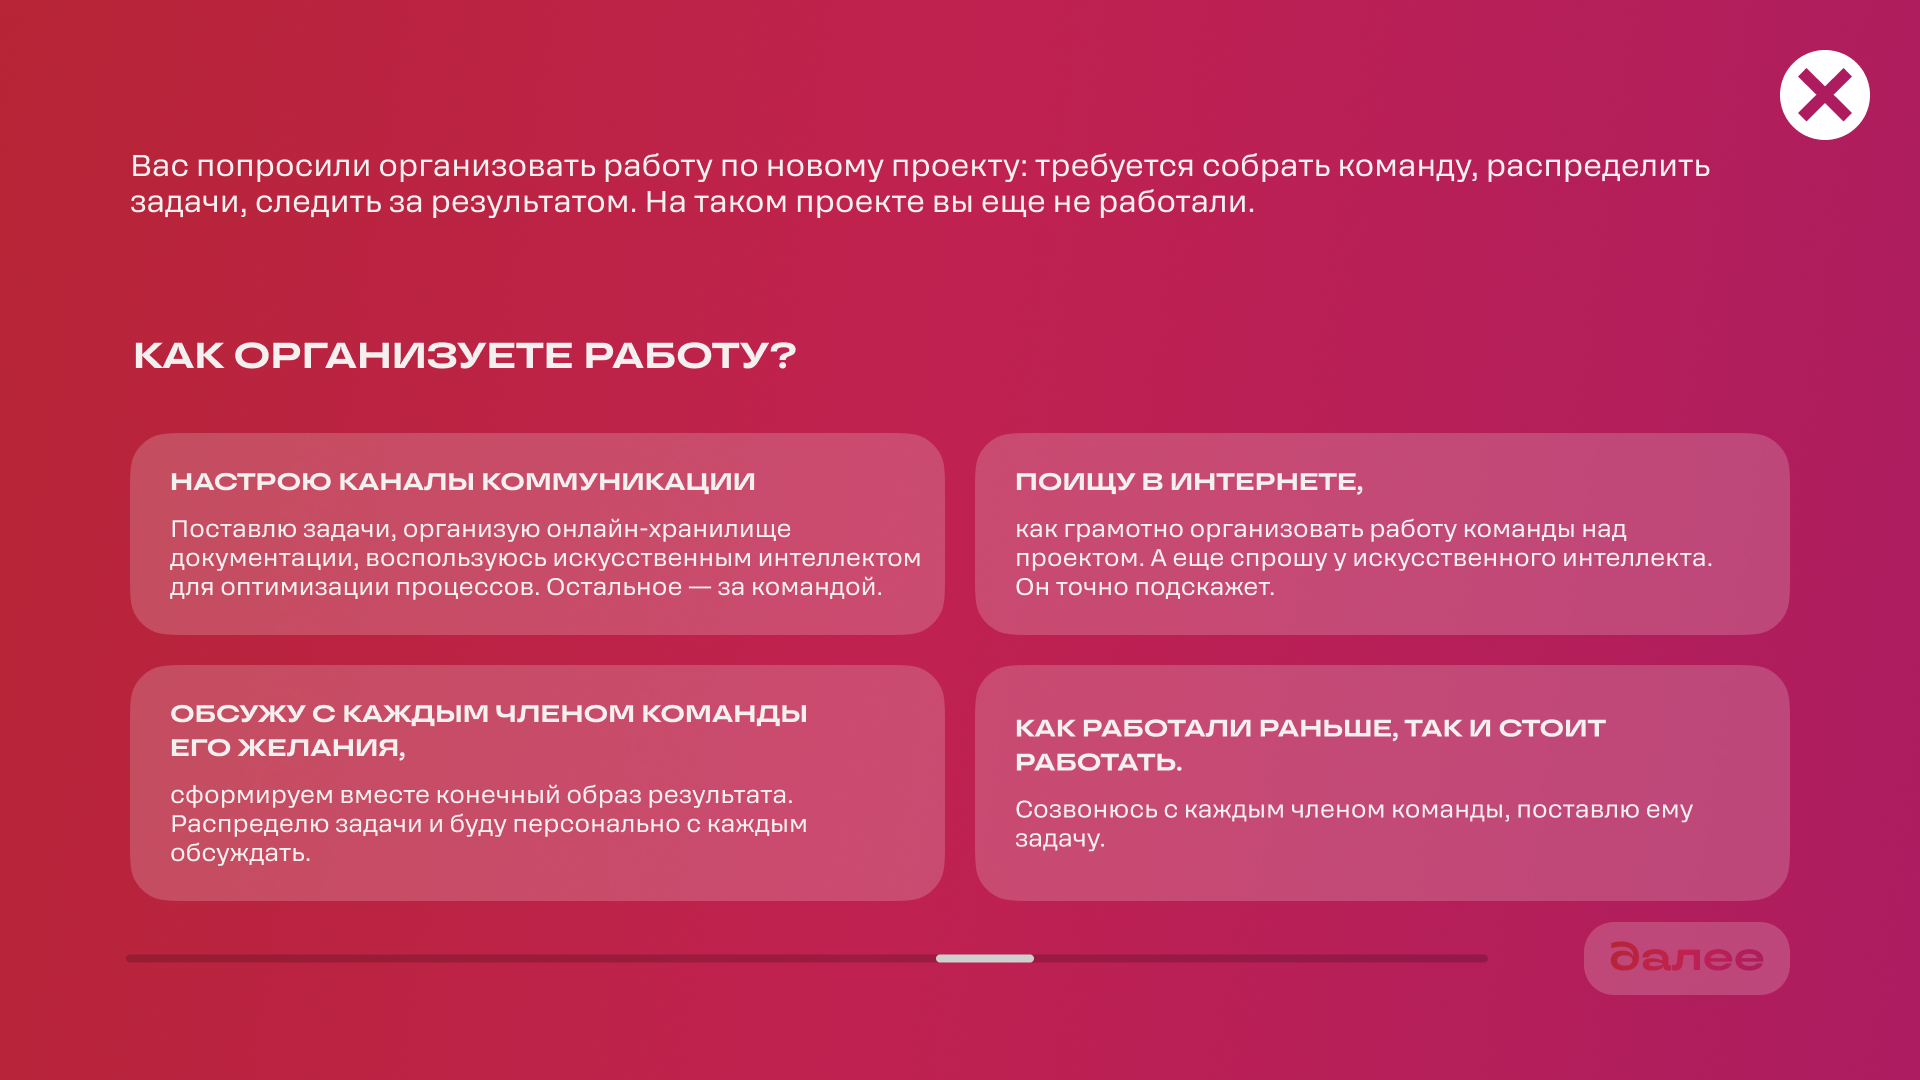 Вас попросили организовать работу по новому проекту: требуется собрать команду, распределить
задачи, следить за результатом. На таком проекте вы еще не работали.
КАК ОРГАНИЗУЕТЕ РАБОТУ?
НАСТРОЮ КАНАЛЫ КОММУНИКАЦИИ
Поставлю задачи, организую онлайн-хранилище
документации, воспользуюсь искусственным интеллектом
для оптимизации процессов. Остальное — за командой.
ПОИЩУ В ИНТЕРНЕТЕ,
как грамотно организовать работу команды над
проектом. А еще спрошу у искусственного интеллекта.
Он точно подскажет.
ОБСУЖУ С КАЖДЫМ ЧЛЕНОМ КОМАНДЫ
ЕГО ЖЕЛАНИЯ,
сформируем вместе конечный образ результата.
Распределю задачи и буду персонально с каждым
обсуждать.
КАК РАБОТАЛИ РАНЬШЕ, ТАК И СТОИТ
РАБОТАТЬ.
Созвонюсь с каждым членом команды, поставлю ему
задачу.
далее